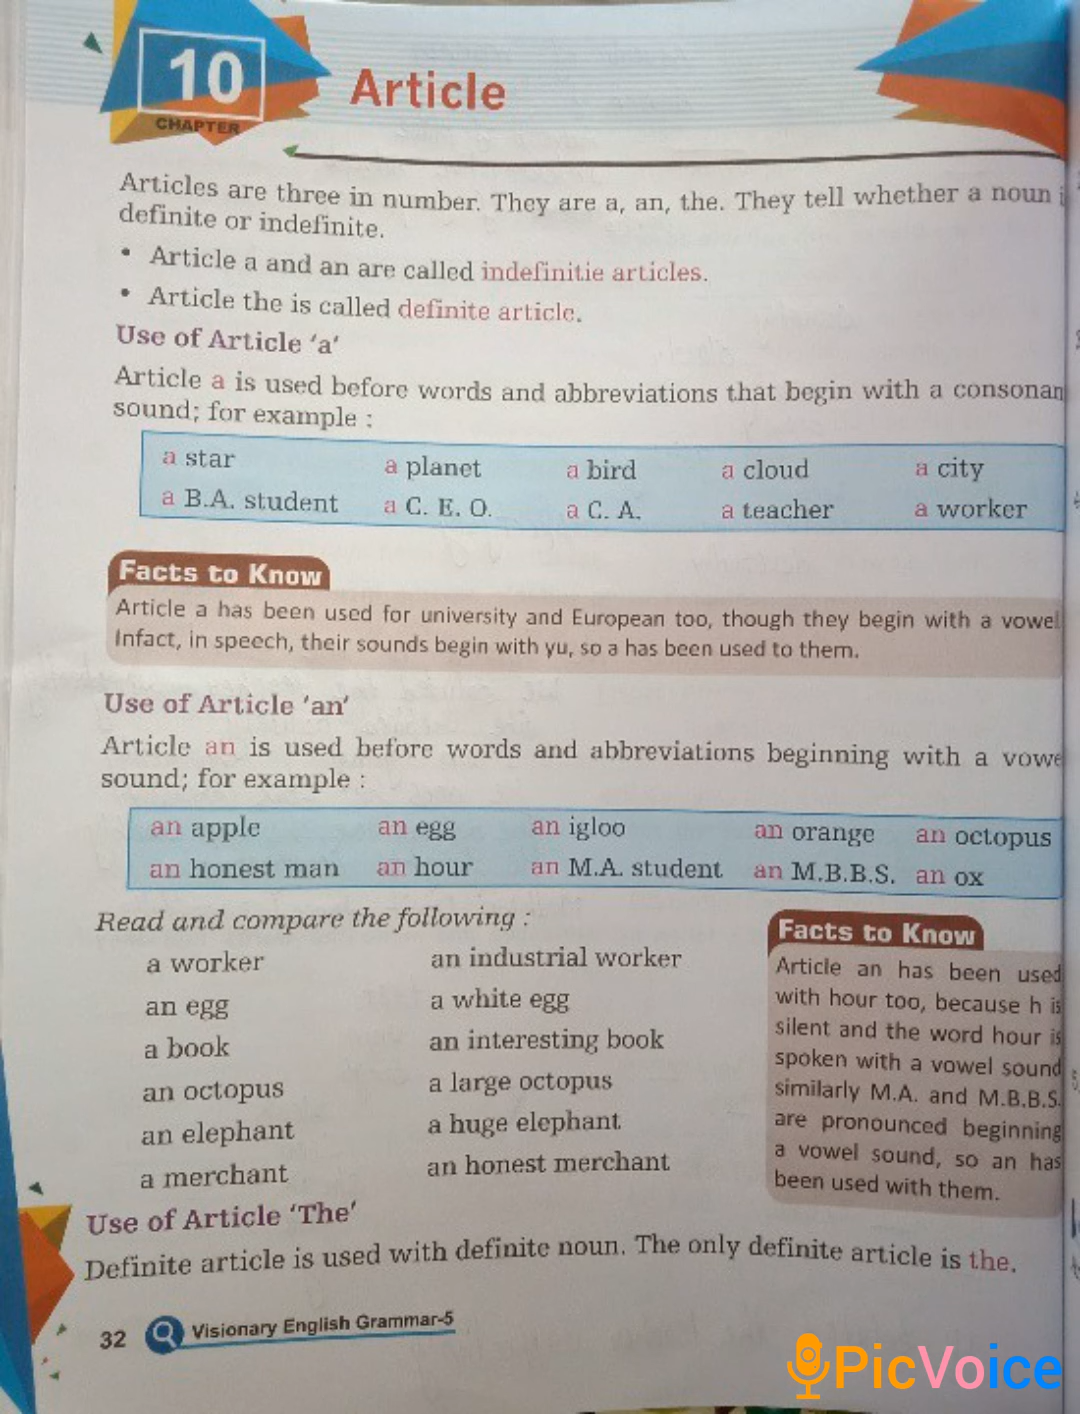 10
CHAPTER
Article
Articles are three in number. They are a, an, the. They tell whether a noun
definite or indefinite.
• Article a and an are called indefinitie articles.
• Article the is called definite article.
Use of Article ‘a’
Article a is used before words and abbreviations that begin with a consonan
sound; for example :
a star a planet a bird a cloud a city
a B.A. student a C. E. O. a C. A. a teacher a worker
Facts to Know
Article a has been used for university and European too, though they begin with a vowel
Infact, in speech, their sounds begin with yu, so a has been used to them.
Use of Article ‘an’
Article an is used before words and abbreviations beginning with a vowe
sound; for example :
an apple an egg an igloo an orange an octopus
an honest man an hour an M.A. student an M.B.B.S. an ox
Read and compare the following :
a worker an industrial worker
an egg a white egg
a book an interesting book
an octopus a large octopus
an elephant a huge elephant
a merchant an honest merchant
Facts to Know
Article an has been used
with hour too, because h is
silent and the word hour is
spoken with a vowel sound
similarly M.A. and M.B.B.S.
are pronounced beginning
a vowel sound, so an has
been used with them.
Use of Article ‘The’
Definite article is used with definite noun. The only definite article is the.
32 Visionary English Grammar-5
PicVoice